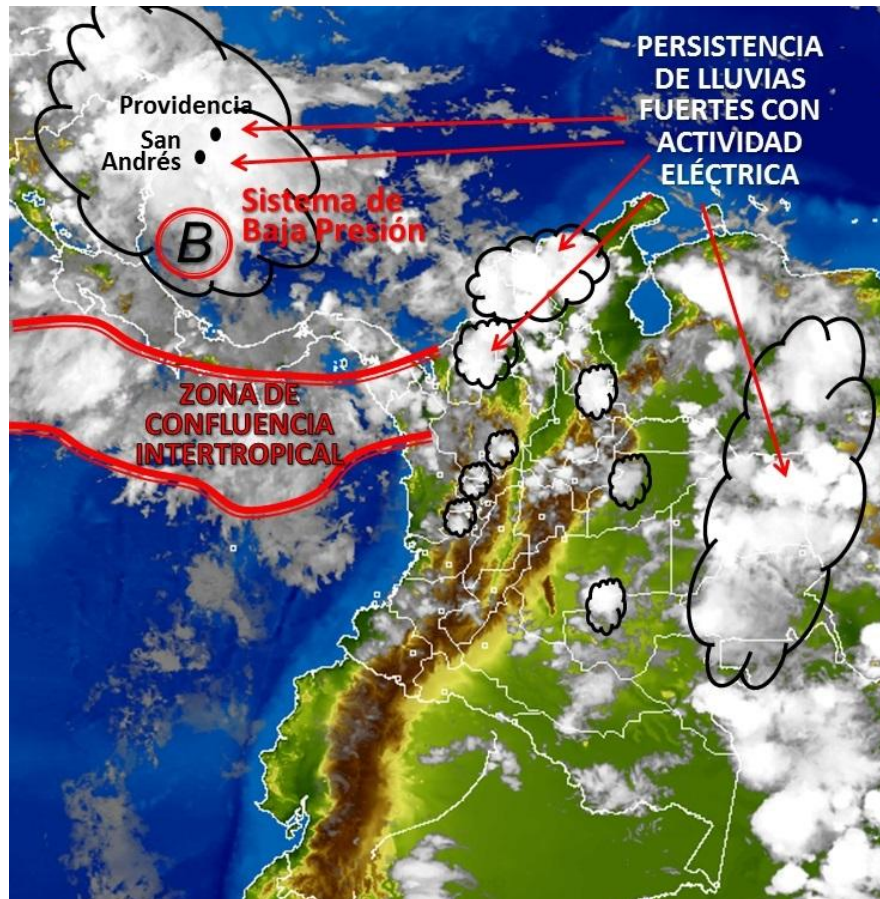 PERSISTENCIA
DE LLUVIAS
FUERTES CON
ACTIVIDAD
ELÉCTRICA
Providencia
San
Andrés
Sistema de
Baja Presión
B
ZONA DE
CONFLUENCIA
INTERTROPICAL